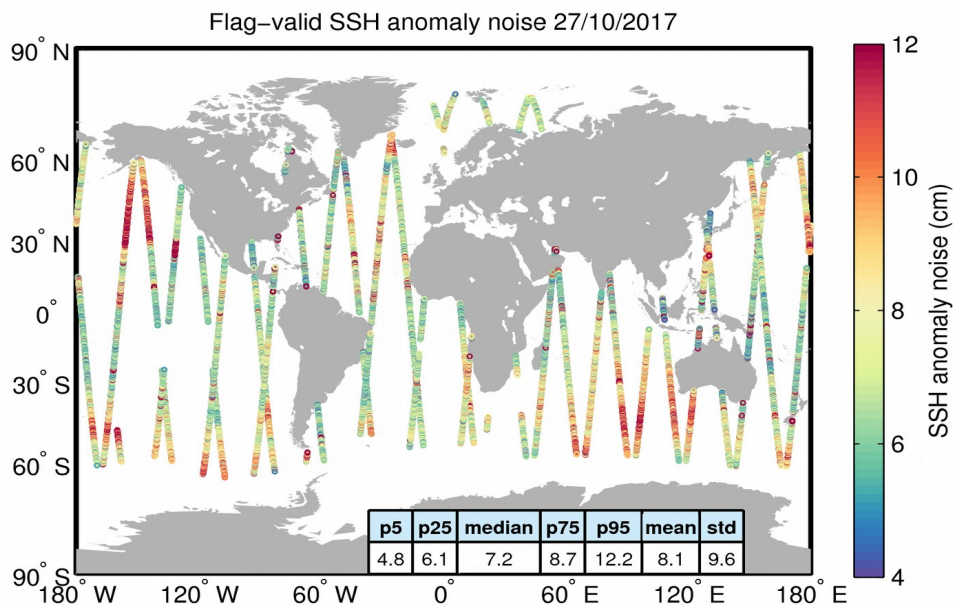 Flag−valid SSH anomaly noise 27/10/2017
90° N
60° N
30° N
0°
30° S
60° S
90° S
180° W
120° W
60° W
0°
60° E
120° E
180° E
p5 p25 median p75 p95 mean std
4.8 6.1 7.2 8.7 12.2 8.1 9.6
12
10
8
6
4
SSH anomaly noise (cm)